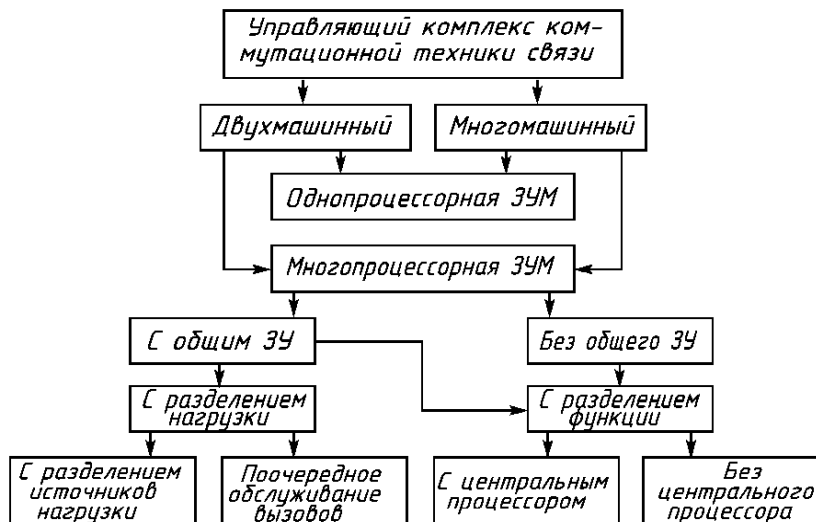 Управляющий комплекс ком-
мутационной техники связи
Двухмашинный
Многомашинный
Однопроцессорная ЗУМ
Многопроцессорная ЗУМ
С общим ЗУ
Без общего ЗУ
С разделением
нагрузки
С разделением
функции
С разделением
источников
нагрузки
Поочередное
обслуживание
вызовов
С центральным
процессором
Без
центрального
процессора